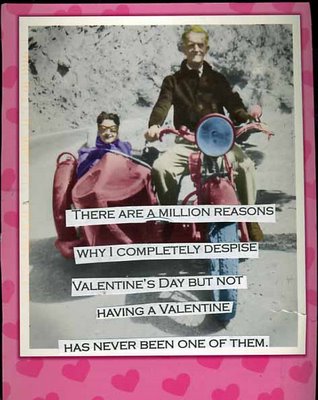 There are a million reasons
why I completely despise
Valentine's Day but not
having a Valentine
has never been one of them.